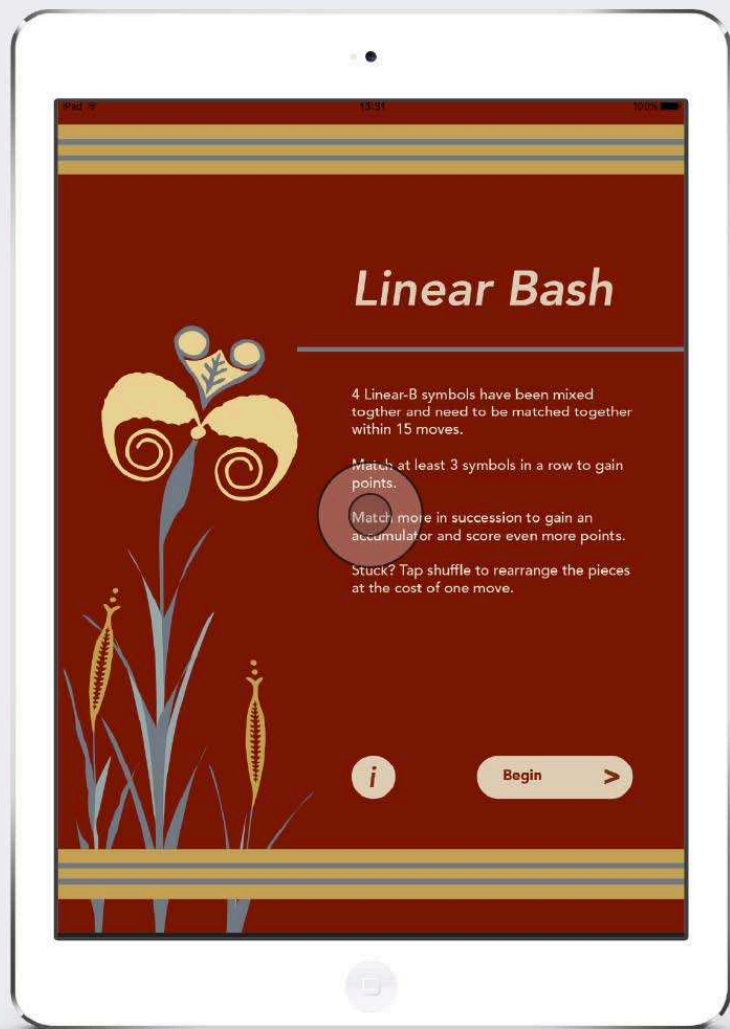 iPad
13:31
100%
Linear Bash
4 Linear-B symbols have been mixed
togther and need to be matched together
within 15 moves.
Match at least 3 symbols in a row to gain
points.
Match more in succession to gain an
accumulator and score even more points.
Stuck? Tap shuffle to rearrange the pieces
at the cost of one move.
i
Begin >